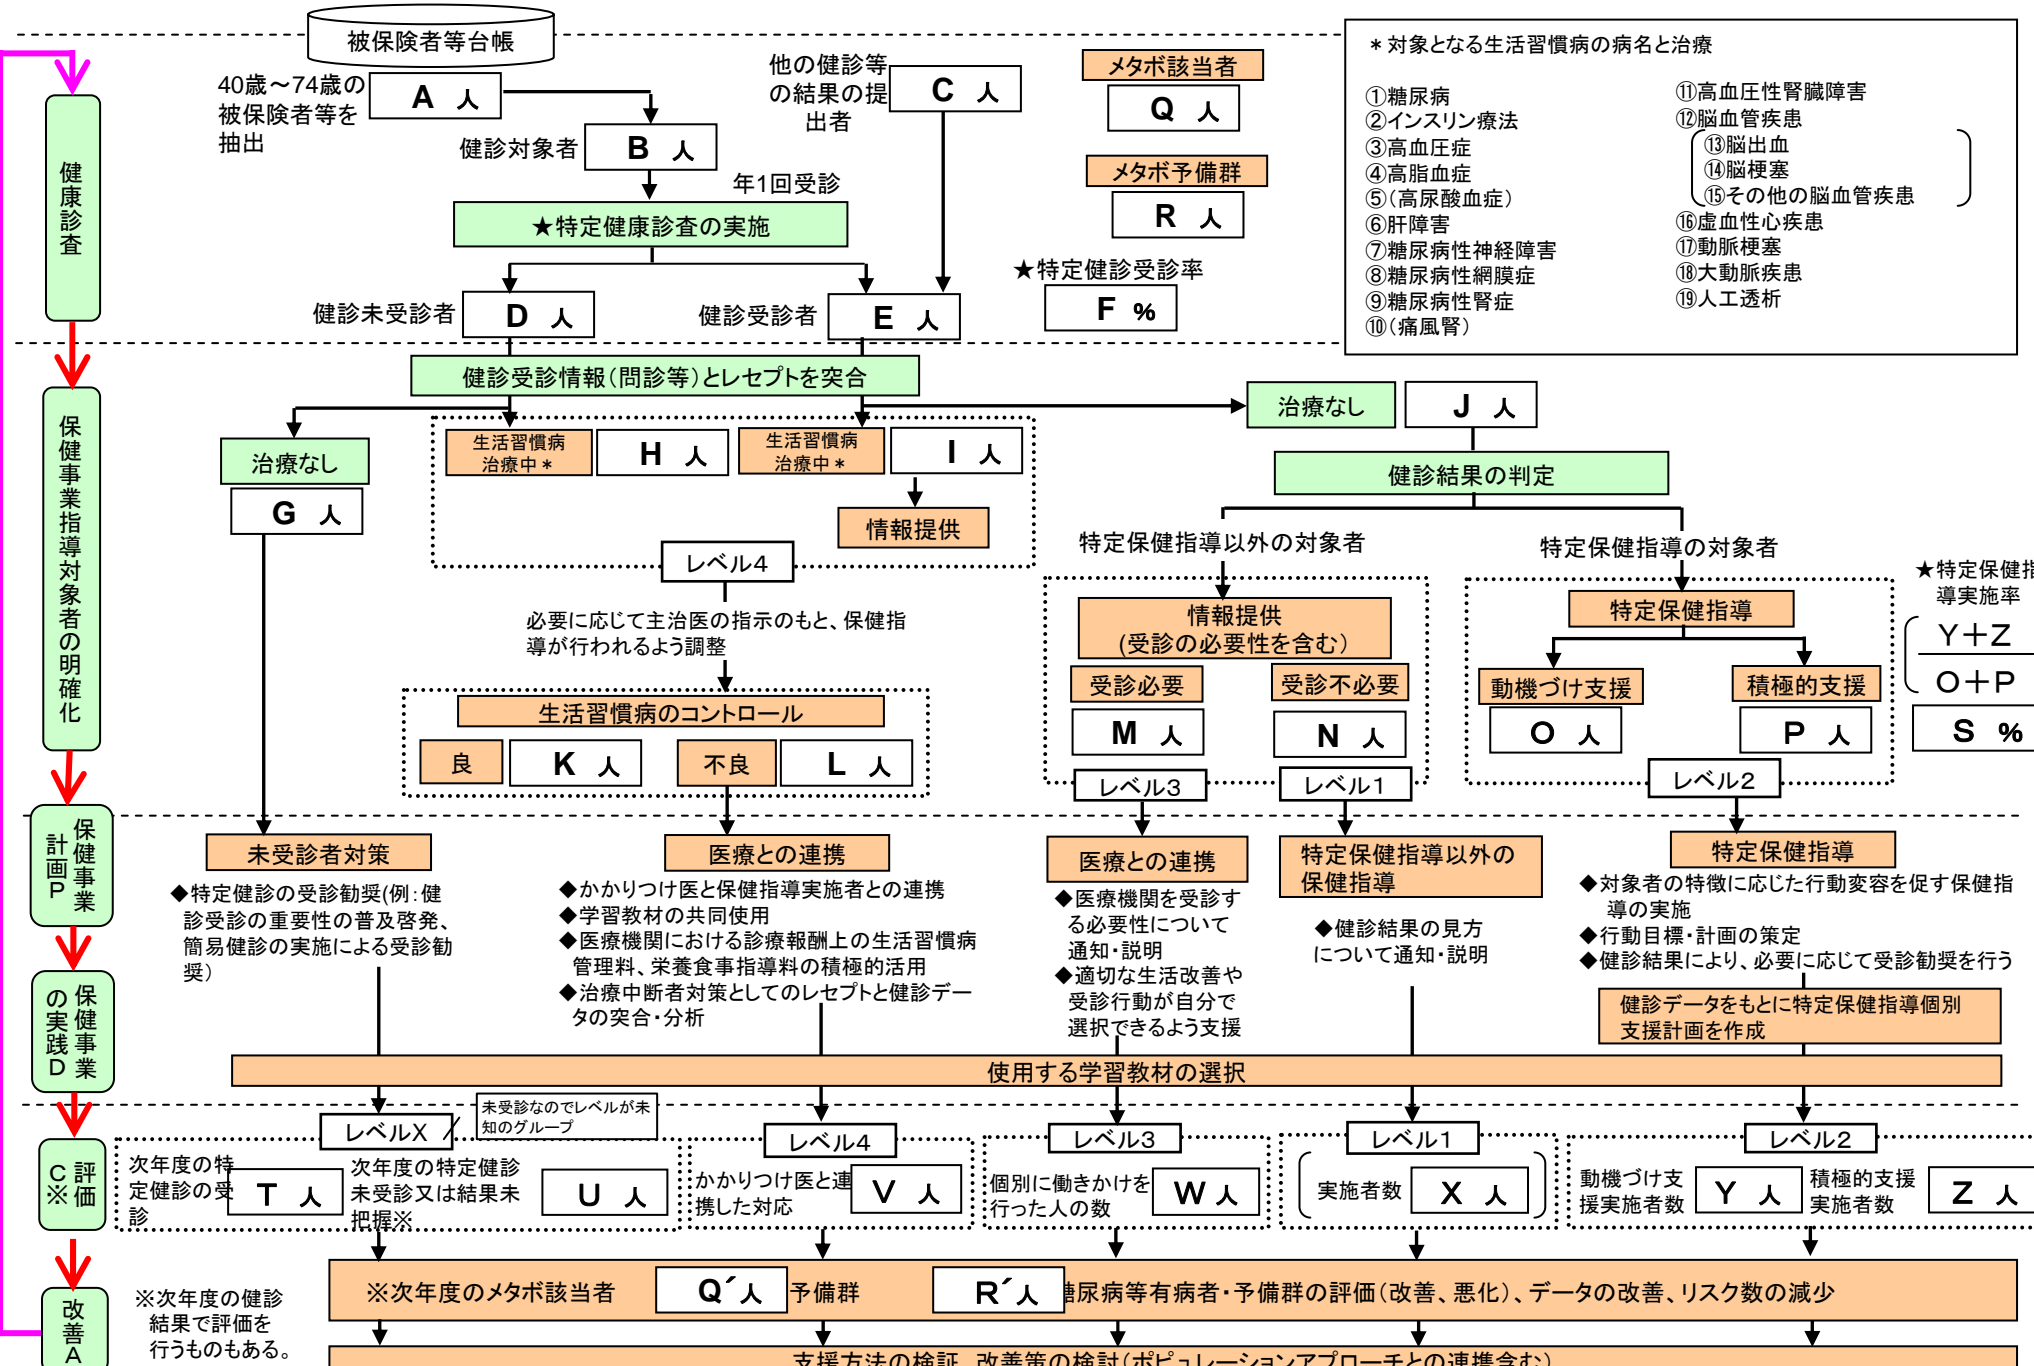 被保険者等台帳
40歳～74歳の
被保険者等を
抽出
A 人
健診対象者
B 人
年1回受診
他の健診等
の結果の提
出者
C 人
メタボ該当者
Q 人
メタボ予備群
R 人
★特定健診受診率
F %
★特定健康診査の実施
健診未受診者
D 人
健診受診者
E 人
＊対象となる生活習慣病の病名と治療
①糖尿病
②インスリン療法
③高血圧症
④高脂血症
⑤(高尿酸血症)
⑥肝障害
⑦糖尿病性神経障害
⑧糖尿病性網膜症
⑨糖尿病性腎症
⑩(痛風腎)
⑪高血圧性腎臓障害
⑫脳血管疾患
⑬脳出血
⑭脳梗塞
⑮その他の脳血管疾患
⑯虚血性心疾患
⑰動脈梗塞
⑱大動脈疾患
⑲人工透析
健康診査
保健事業指導対象者の明確化
健診受診情報(問診等)とレセプトを突合
治療なし
G 人
生活習慣病
治療中＊
H 人
生活習慣病
治療中＊
I 人
情報提供
レベル4
治療なし
J 人
健診結果の判定
特定保健指導以外の対象者
特定保健指導の対象者
必要に応じて主治医の指示のもと、保健指
導が行われるよう調整
生活習慣病のコントロール
良
K 人
不良
L 人
情報提供
(受診の必要性を含む)
受診必要
M 人
受診不必要
N 人
レベル3
レベル1
特定保健指導
動機づけ支援
O 人
積極的支援
P 人
レベル2
★特定保健指
導実施率
Y＋Z
O＋P
S %
保健事業
計画P
未受診者対策
◆特定健診の受診勧奨(例：健
診受診の重要性の普及啓発、
簡易健診の実施による受診勧
奨)
医療との連携
◆かかりつけ医と保健指導実施者との連携
◆学習教材の共同使用
◆医療機関における診療報酬上の生活習慣病
管理料、栄養食事指導料の積極的活用
◆治療中断者対策としてのレセプトと健診デー
タの突合・分析
医療との連携
◆医療機関を受診す
る必要性について
通知・説明
◆適切な生活改善や
受診行動が自分で
選択できるよう支援
特定保健指導以外の
保健指導
◆健診結果の見方
について通知・説明
特定保健指導
◆対象者の特徴に応じた行動変容を促す保健指
導の実施
◆行動目標・計画の策定
◆健診結果により、必要に応じて受診勧奨を行う
健診データをもとに特定保健指導個別
支援計画を作成
保健事業
の実践D
使用する学習教材の選択
評価
C※
レベルX
未受診なのでレベルが未
知のグループ
次年度の特
定健診の受
診
T 人
次年度の特定健診
未受診又は結果未
把握※
U 人
レベル4
かかりつけ医と連
携した対応
V 人
レベル3
個別に働きかけを
行った人の数
W 人
レベル1
実施者数
X 人
レベル2
動機づけ支
援実施者数
Y 人
積極的支援
実施者数
Z 人
改善A
※次年度の健診
結果で評価を
行うものもある。
※次年度のメタボ該当者 Q´人 予備群 R´人 糖尿病等有病者・予備群の評価(改善、悪化)、データの改善、リスク数の減少
支援方法の検証、改善策の検討(ポピュレーションアプローチとの連携含む)